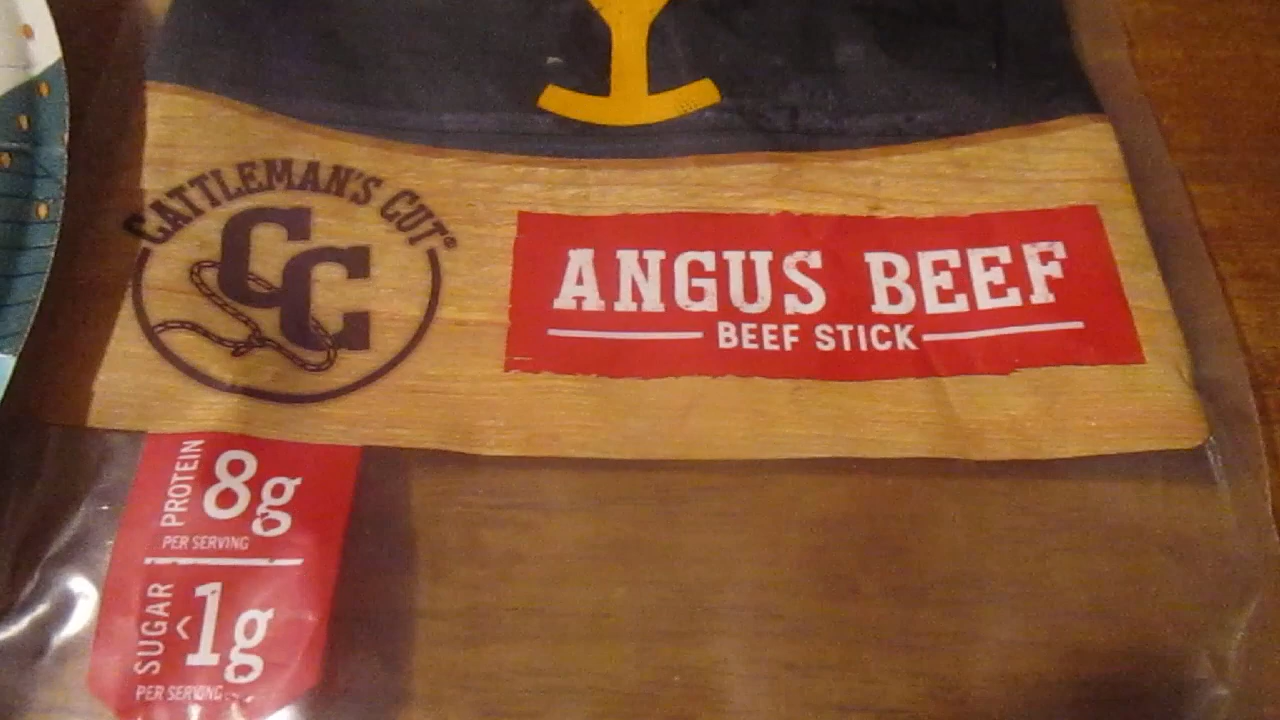 CATTLEMAN'S CUT®
CC
ANGUS BEEF
BEEF STICK
PROTEIN
8g
PER SERVING
SUGAR
<1g
PER SERVING